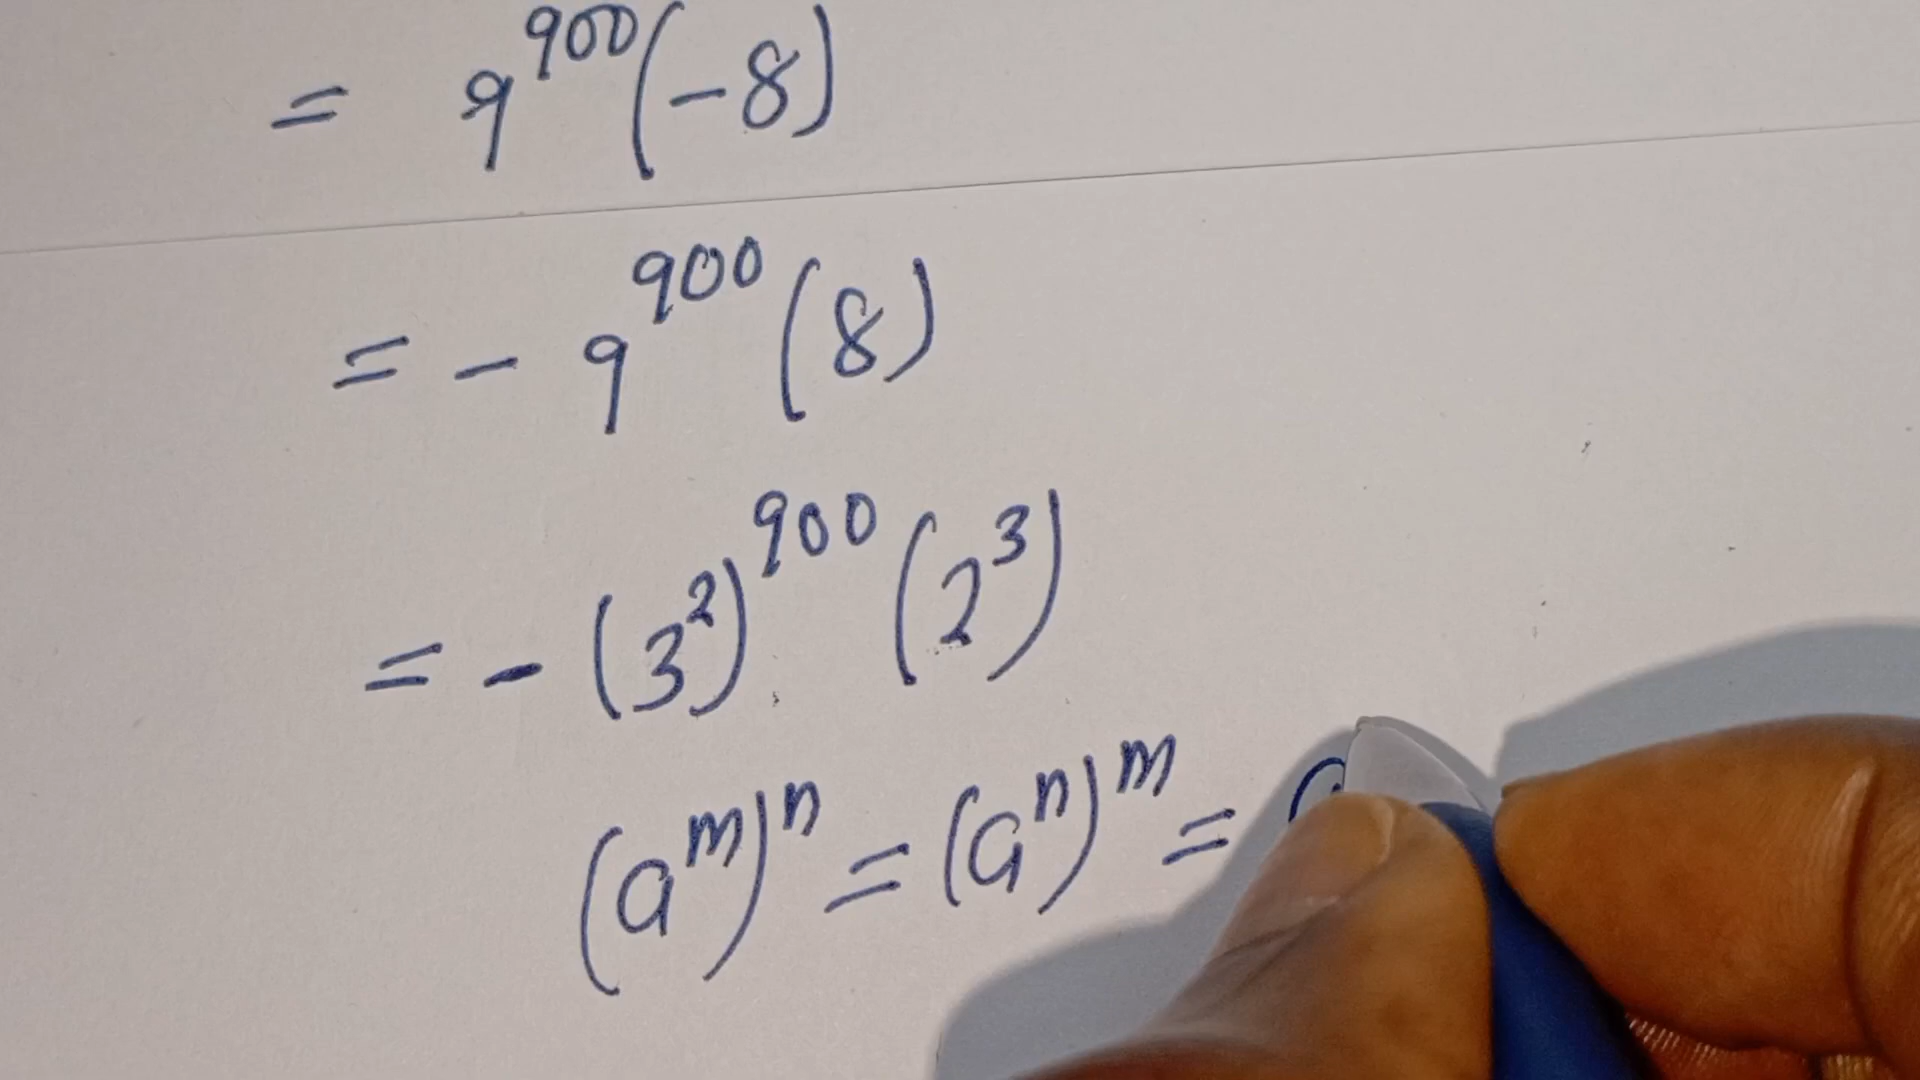 = 9^900(-8)
= - 9^900 (8)
= - (3^2)^900 (2^3)
(a^m)^n = (a^n)^m =